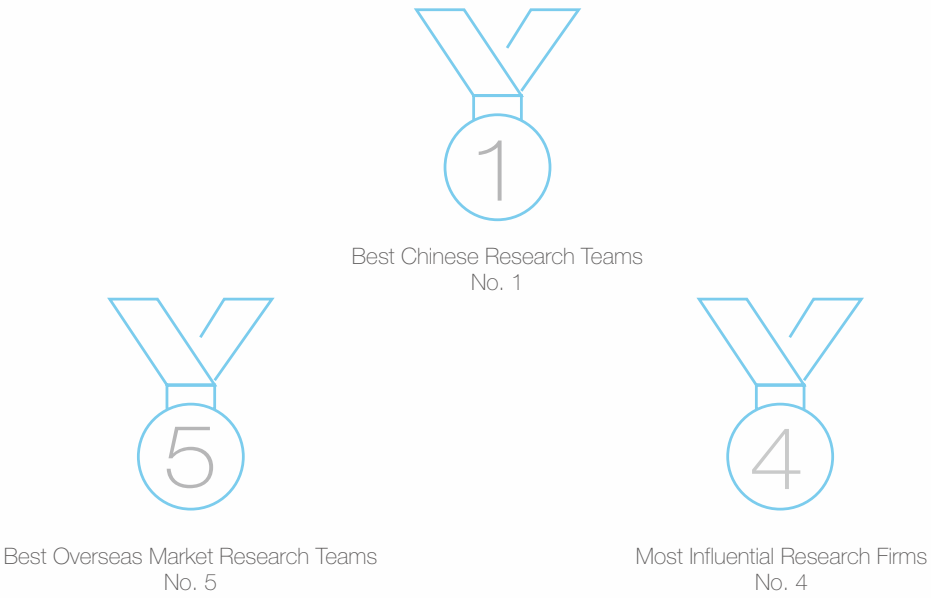 1
Best Chinese Research Teams
No. 1
5
Best Overseas Market Research Teams
No. 5
4
Most Influential Research Firms
No. 4